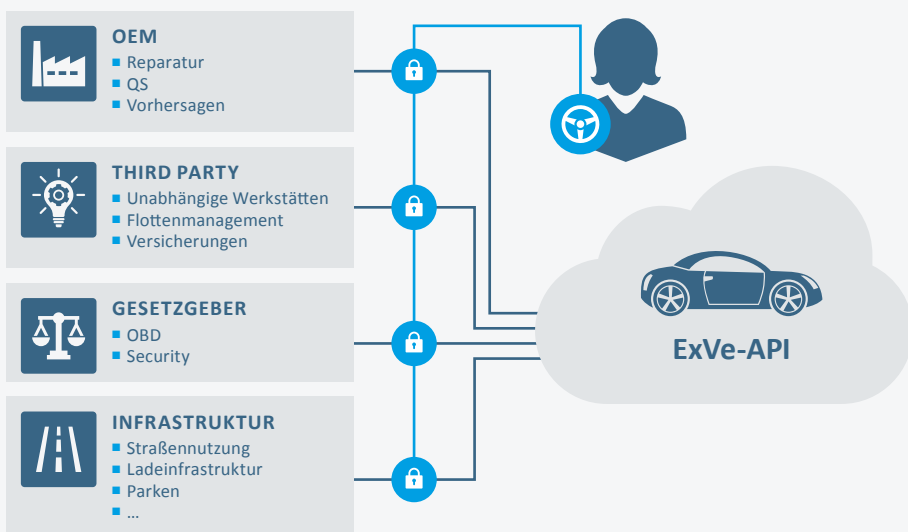 OEM
Reparatur
QS
Vorhersagen
THIRD PARTY
Unabhängige Werkstätten
Flottenmanagement
Versicherungen
GESETZGEBER
OBD
Security
INFRASTRUKTUR
Straßennutzung
Ladeinfrastruktur
Parken
...
ExVe-API